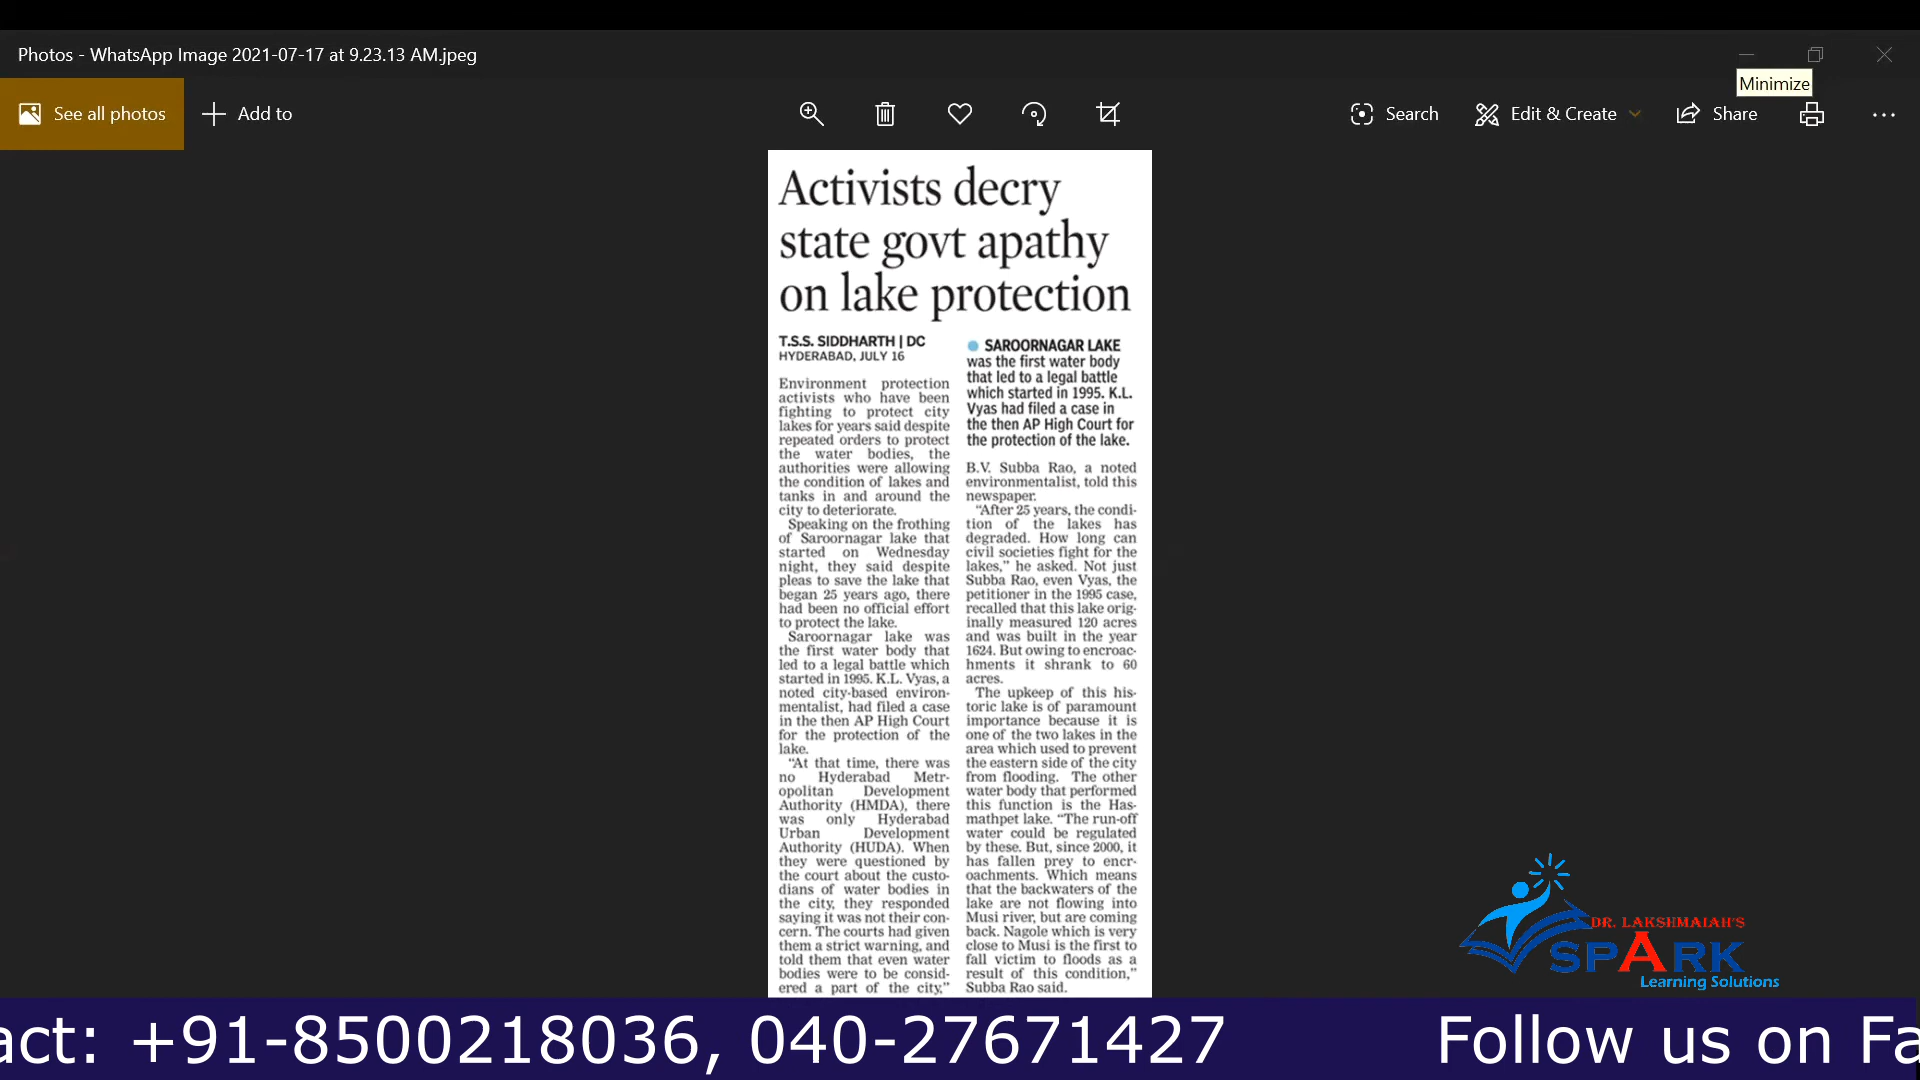 Photos - WhatsApp Image 2021-07-17 at 9.23.13 AM.jpeg
Minimize
See all photos
Add to
Search
Edit & Create
Share
Activists decry
state govt apathy
on lake protection
T.S.S. SIDDHARTH | DC
HYDERABAD, JULY 16
Environment protection
activists who have been
fighting to protect city
lakes for years said despite
repeated orders to protect
the water bodies, the
authorities were allowing
the condition of lakes and
tanks in and around the
city to deteriorate.
Speaking on the frothing
of Saroornagar lake that
started on Wednesday
night, they said despite
pleas to save the lake that
began 25 years ago, there
had been no official effort
to protect the lake.
Saroornagar lake was
the first water body that
led to a legal battle which
started in 1995. K.L. Vyas, a
noted city-based environ-
mentalist, had filed a case
in the then AP High Court
for the protection of the
lake.
“At that time, there was
no Hyderabad Metr-
opolitan Development
Authority (HMDA), there
was only Hyderabad
Urban Development
Authority (HUDA). When
they were questioned by
the court about the custo-
dians of water bodies in
the city, they responded
saying it was not their con-
cern. The courts had given
them a strict warning, and
told them that even water
bodies were to be consid-
ered a part of the city,”
SAROORNAGAR LAKE
was the first water body
that led to a legal battle
which started in 1995. K.L.
Vyas had filed a case in
the then AP High Court for
the protection of the lake.
B.V. Subba Rao, a noted
environmentalist, told this
newspaper.
“After 25 years, the condi-
tion of the lakes has
degraded. How long can
civil societies fight for the
lakes,” he asked. Not just
Subba Rao, even Vyas, the
petitioner in the 1995 case,
recalled that this lake orig-
inally measured 120 acres
and was built in the year
1624. But owing to encroac-
hments it shrank to 60
acres.
The upkeep of this his-
toric lake is of paramount
importance because it is
one of the two lakes in the
area which used to prevent
the eastern side of the city
from flooding. The other
water body that performed
this function is the Has-
mathpet lake. “The run-off
water could be regulated
by these. But, since 2000, it
has fallen prey to encr-
oachments. Which means
that the backwaters of the
lake are not flowing into
Musi river, but are coming
back. Nagole which is very
close to Musi is the first to
fall victim to floods as a
result of this condition,”
Subba Rao said.
DR. LAKSHMAIAH'S
SPARK
Learning Solutions
act: +91-8500218036, 040-27671427 Follow us on Fa